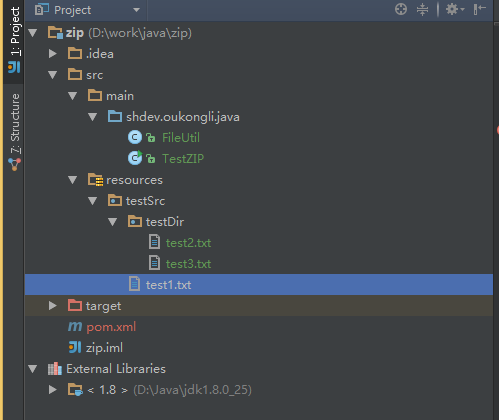 Project
1: Project
7: Structure
zip (D:\work\java\zip)
.idea
src
main
shdev.oukongli.java
FileUtil
TestZIP
resources
testSrc
testDir
test2.txt
test3.txt
test1.txt
target
pom.xml
zip.iml
External Libraries
< 1.8 > (D:\Java\jdk1.8.0_25)